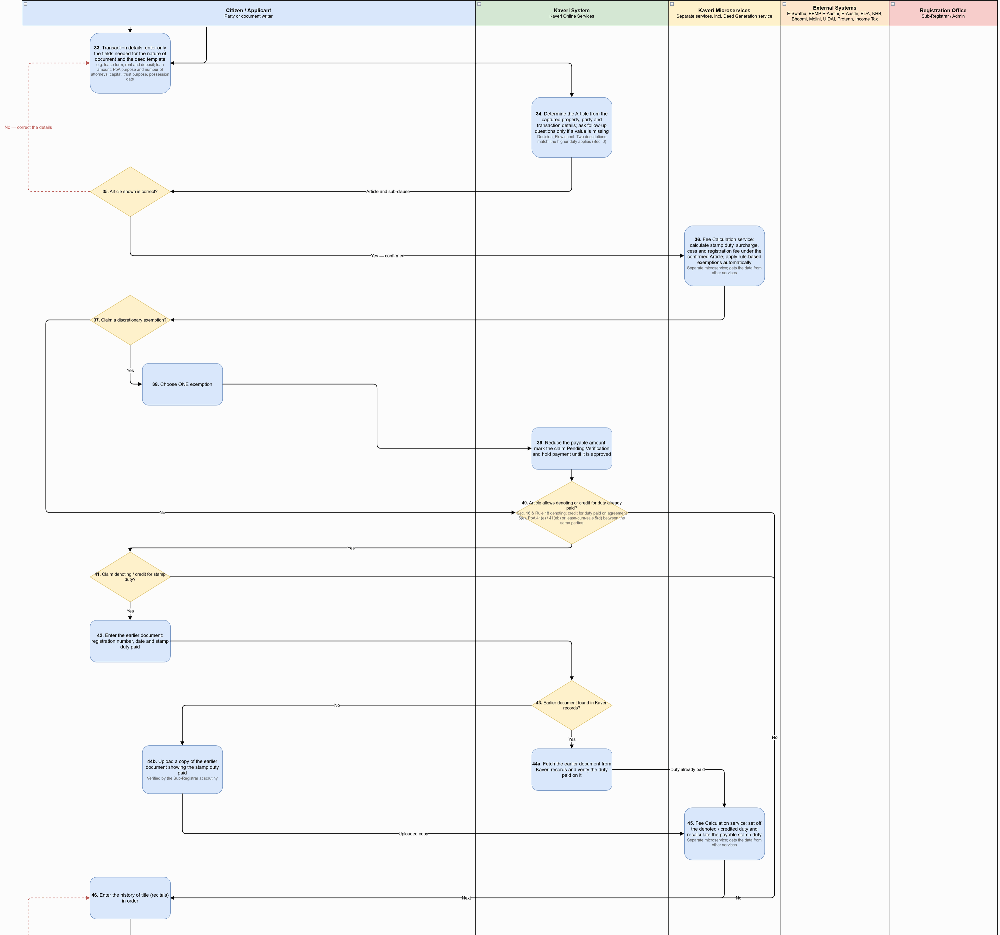 Citizen / Applicant
Party or document writer
Kaveri System
Kaveri Online Services
Kaveri Microservices
Separate services, incl. Deed Generation service
External Systems
E-Swathu, BBMP E-Aasthi, E-Aasthi, BDA, KHB,
Bhoomi, Mojini, UIDAI, Protean, Income Tax
Registration Office
Sub-Registrar / Admin
33. Transaction details: enter only
the fields needed for the nature of
document and the deed template
e.g. lease term, rent and deposit; loan
amount; PoA purpose and number of
attorneys; capital; trust purpose; possession
date
34. Determine the Article from the
captured property, party and
transaction details; ask follow-up
questions only if a value is missing
Decision_Flow sheet. Two descriptions
match: the higher duty applies (Sec. 6)
No — correct the details
35. Article shown is correct?
Article and sub-clause
36. Fee Calculation service:
calculate stamp duty, surcharge,
cess and registration fee under the
confirmed Article; apply rule-based
exemptions automatically
Separate microservice; gets the data from
other services
Yes — confirmed
37. Claim a discretionary exemption?
Yes
38. Choose ONE exemption
39. Reduce the payable amount,
mark the claim Pending Verification
and hold payment until it is approved
40. Article allows denoting or credit for duty already
paid?
Sec. 16 & Rule 18 denoting; credit for duty paid on agreement
5(e), PoA 41(e) / 41(eb) or lease-cum-sale 5(d) between the
same parties
No
Yes
41. Claim denoting / credit for stamp
duty?
Yes
42. Enter the earlier document:
registration number, date and stamp
duty paid
43. Earlier document found in Kaveri
records?
No
Yes
No
44b. Upload a copy of the earlier
document showing the stamp duty
paid
Verified by the Sub-Registrar at scrutiny
44a. Fetch the earlier document from
Kaveri records and verify the duty
paid on it
Duty already paid
45. Fee Calculation service: set off
the denoted / credited duty and
recalculate the payable stamp duty
Separate microservice; gets the data from
other services
Uploaded copy
46. Enter the history of title (recitals)
in order
Next
No